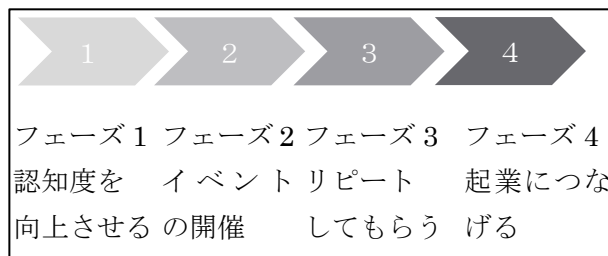 1 2 3 4
フェーズ1 フェーズ2 フェーズ3 フェーズ4
認知度を イベント リピート 起業につな
向上させる の開催 してもらう げる